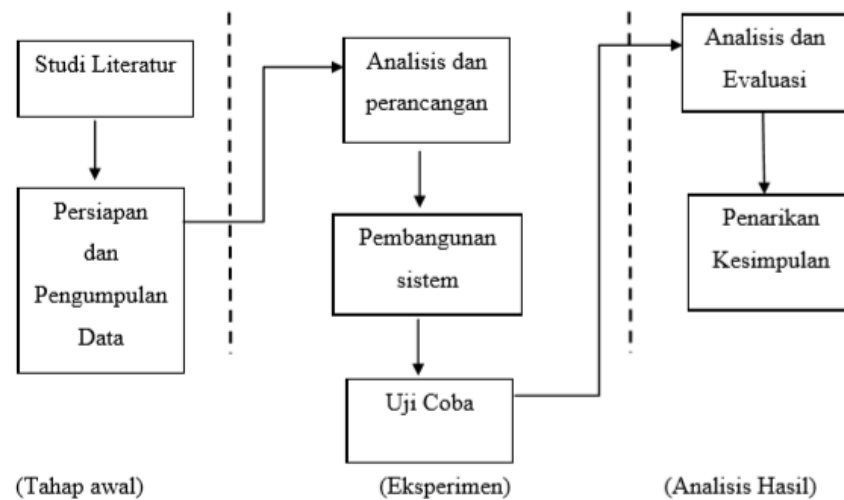 Studi Literatur
Persiapan
dan
Pengumpulan
Data
(Tahap awal)
Analisis dan
perancangan
Pembangunan
sistem
Uji Coba
(Eksperimen)
Analisis dan
Evaluasi
Penarikan
Kesimpulan
(Analisis Hasil)